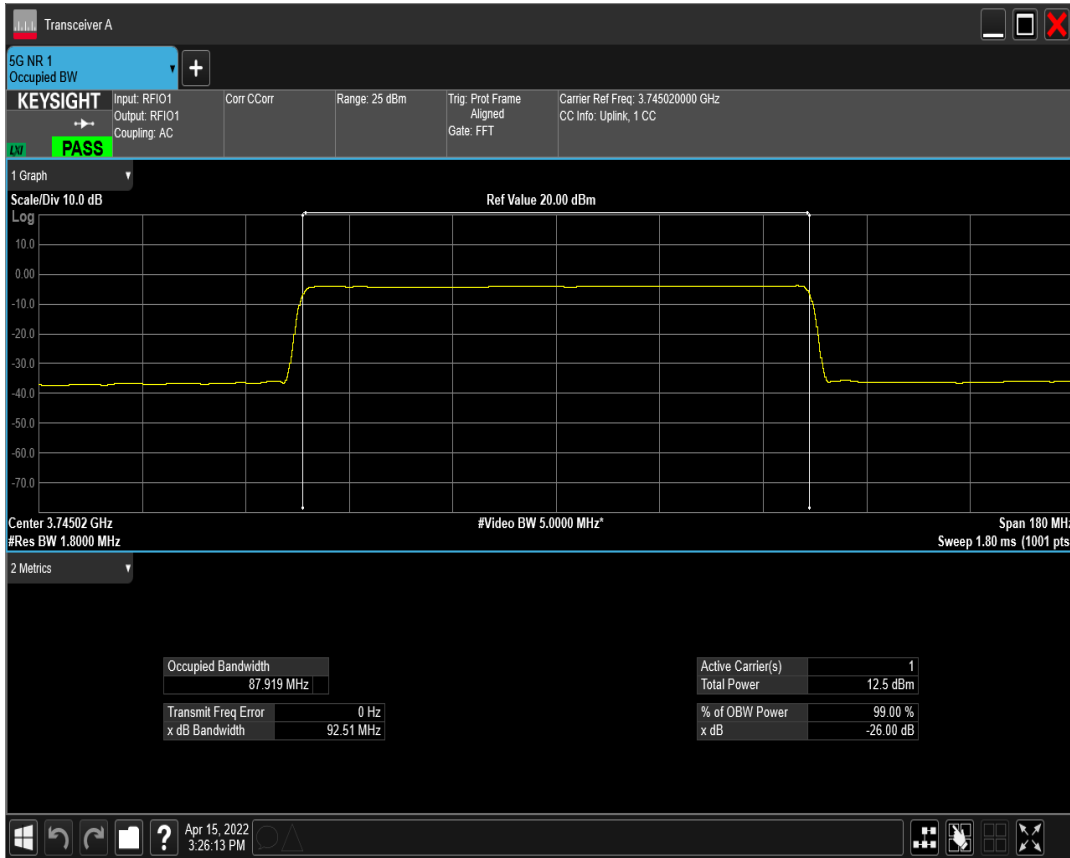 Transceiver A
5G NR 1
Occupied BW
+
KEYSIGHT
LXI
PASS
Input: RFIO1
Output: RFIO1
Coupling: AC
Corr CCorr
Range: 25 dBm
Trig: Prot Frame
Aligned
Gate: FFT
Carrier Ref Freq: 3.745020000 GHz
CC Info: Uplink, 1 CC
1 Graph
Scale/Div 10.0 dB
Ref Value 20.00 dBm
Log
10.0
0.00
-10.0
-20.0
-30.0
-40.0
-50.0
-60.0
-70.0
Center 3.74502 GHz
#Video BW 5.0000 MHz*
Span 180 MHz
#Res BW 1.8000 MHz
Sweep 1.80 ms (1001 pts
2 Metrics
Occupied Bandwidth
87.919 MHz
Transmit Freq Error 0 Hz
x dB Bandwidth 92.51 MHz
Active Carrier(s) 1
Total Power 12.5 dBm
% of OBW Power 99.00 %
x dB -26.00 dB
?
Apr 15, 2022
3:26:13 PM